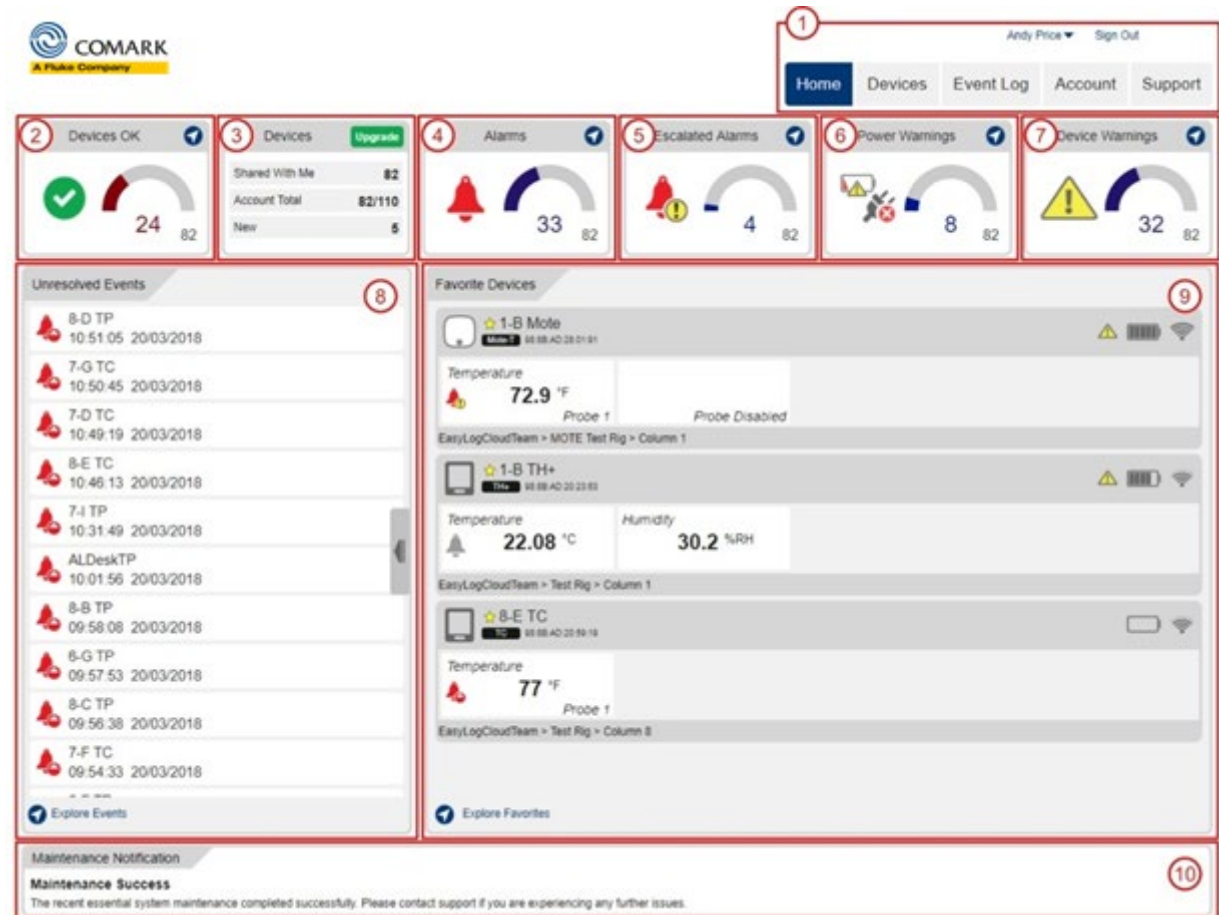 COMARK
A Fluke Company
1
Andy Price Sign Out
Home Devices Event Log Account Support
2 Devices OK
24
82
3 Devices Upgrade
Shared With Me 82
Account Total 82/110
New 5
4 Alarms
33
82
5 Escalated Alarms
4
82
6 Power Warnings
8
82
7 Device Warnings
32
82
Unresolved Events
8
8-D TP
10:51:05 20/03/2018
7-G TC
10:50:45 20/03/2018
7-D TC
10:49:19 20/03/2018
8-E TC
10:46:13 20/03/2018
7-I TP
10:31:49 20/03/2018
ALDeskTP
10:01:56 20/03/2018
8-B TP
09:58:08 20/03/2018
6-G TP
09:57:53 20/03/2018
8-C TP
09:56:38 20/03/2018
7-F TC
09:54:33 20/03/2018
Explore Events
Favorite Devices
9
1-B Mote
Mote-T
Temperature
72.9 °F
Probe 1
Probe Disabled
EasyLogCloudTeam > MOTE Test Rig > Column 1
1-B TH+
TH+
Temperature
22.08 °C
Humidity
30.2 %RH
EasyLogCloudTeam > Test Rig > Column 1
8-E TC
TC
Temperature
77 °F
Probe 1
EasyLogCloudTeam > Test Rig > Column 8
Explore Favorites
Maintenance Notification
10
Maintenance Success
The recent essential system maintenance completed successfully. Please contact support if you are experiencing any further issues.